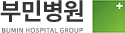 부민병원
BUMIN HOSPITAL GROUP